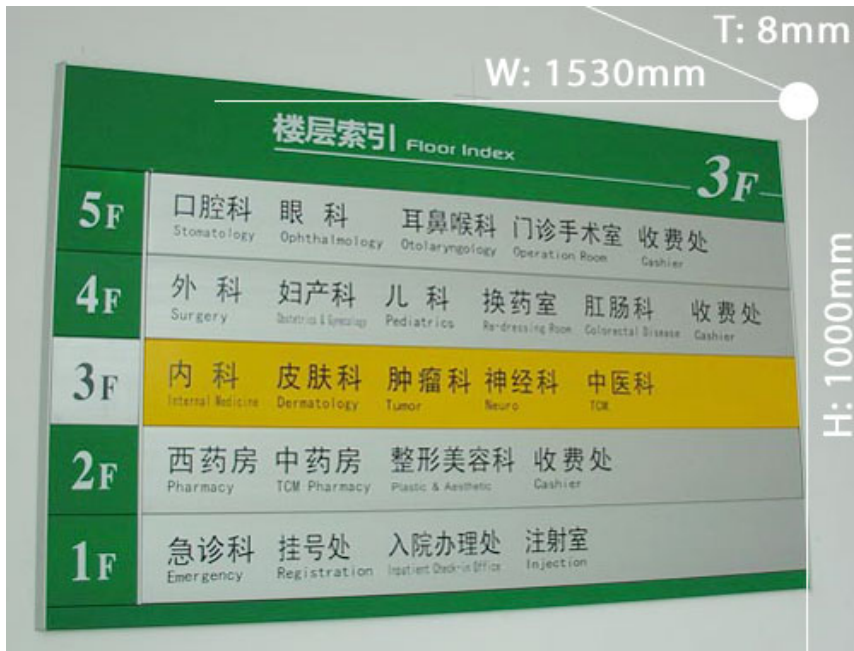 T: 8mm
W: 1530mm
H: 1000mm
楼层索引 Floor Index
3F
5F 口腔科 眼科 耳鼻喉科 门诊手术室 收费处
Stomatology Ophthalmology Otolaryngology Operation Room Cashier
4F 外科 妇产科 儿科 换药室 肛肠科 收费处
Surgery Obstetrics & Gynecology Pediatrics Re-dressing Room Colorectal Disease Cashier
3F 内科 皮肤科 肿瘤科 神经科 中医科
Internal Medicine Dermatology Tumor Neuro TCM
2F 西药房 中药房 整形美容科 收费处
Pharmacy TCM Pharmacy Plastic & Aesthetic Cashier
1F 急诊科 挂号处 入院办理处 注射室
Emergency Registration Inpatient Check-in Office Injection